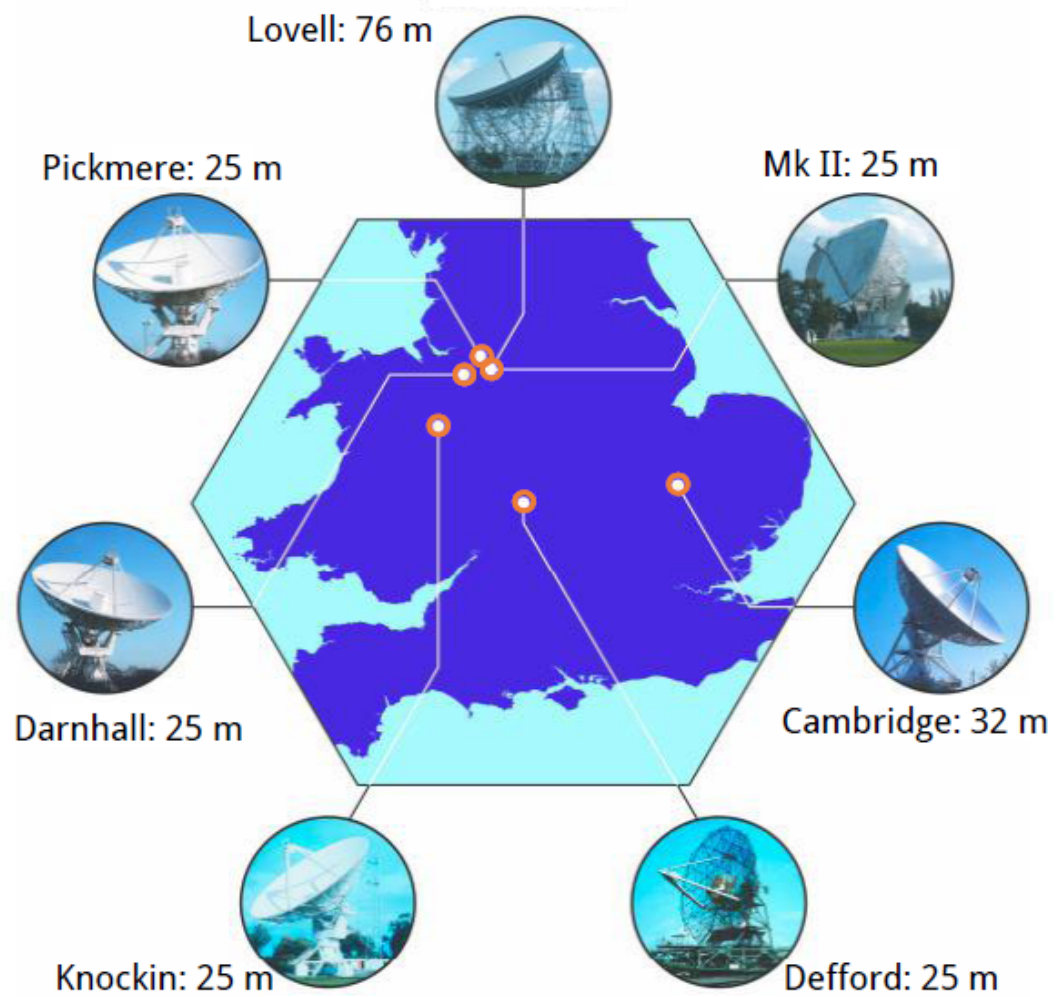 Lovell: 76 m
Pickmere: 25 m
Mk II: 25 m
Darnhall: 25 m
Cambridge: 32 m
Knockin: 25 m
Defford: 25 m